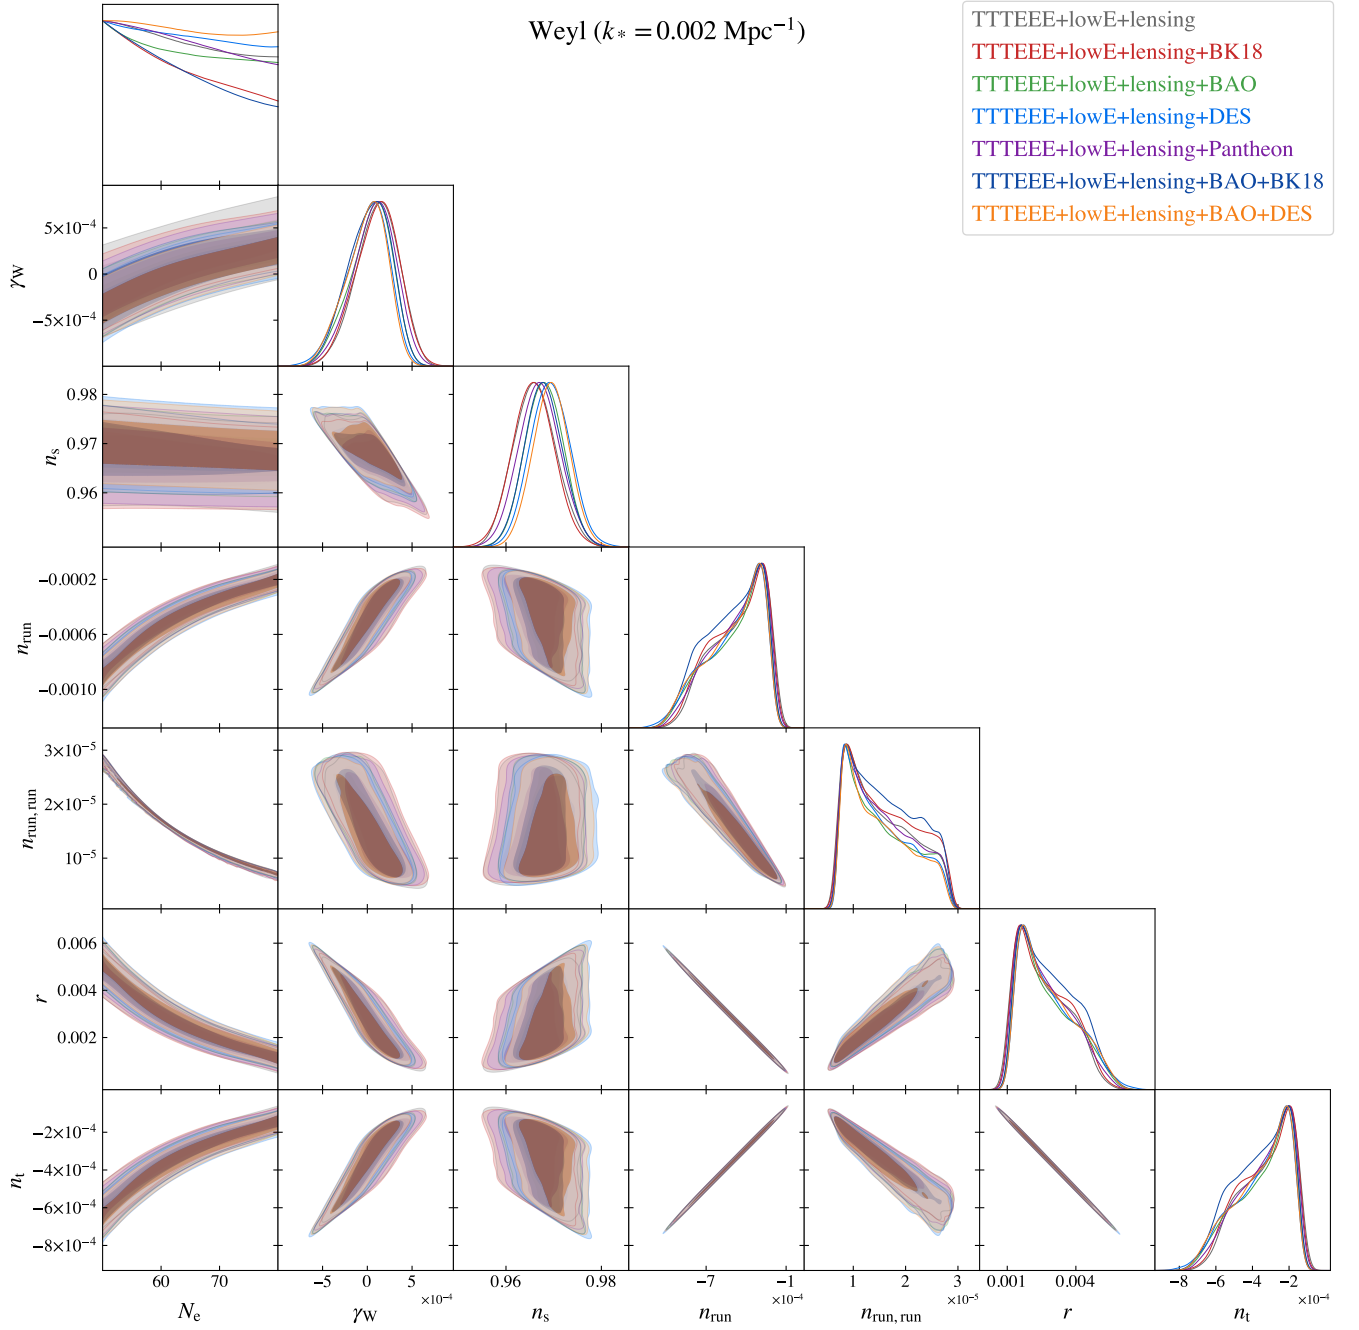 Weyl (k* = 0.002 Mpc⁻¹)
TTTEEE+lowE+lensing
TTTEEE+lowE+lensing+BK18
TTTEEE+lowE+lensing+BAO
TTTEEE+lowE+lensing+DES
TTTEEE+lowE+lensing+Pantheon
TTTEEE+lowE+lensing+BAO+BK18
TTTEEE+lowE+lensing+BAO+DES
γW
5×10⁻⁴
0
−5×10⁻⁴
ns
0.98
0.97
0.96
nrun
−0.0002
−0.0006
−0.0010
nrun, run
3×10⁻⁵
2×10⁻⁵
10⁻⁵
r
0.006
0.004
0.002
nt
−2×10⁻⁴
−4×10⁻⁴
−6×10⁻⁴
−8×10⁻⁴
60 70
−5 0 5
0.96 0.98
−7 −1
1 2 3
0.001 0.004
−8 −6 −4 −2
×10⁻⁴ ×10⁻⁴ ×10⁻⁵ ×10⁻⁴
Ne γW ns nrun nrun, run r nt